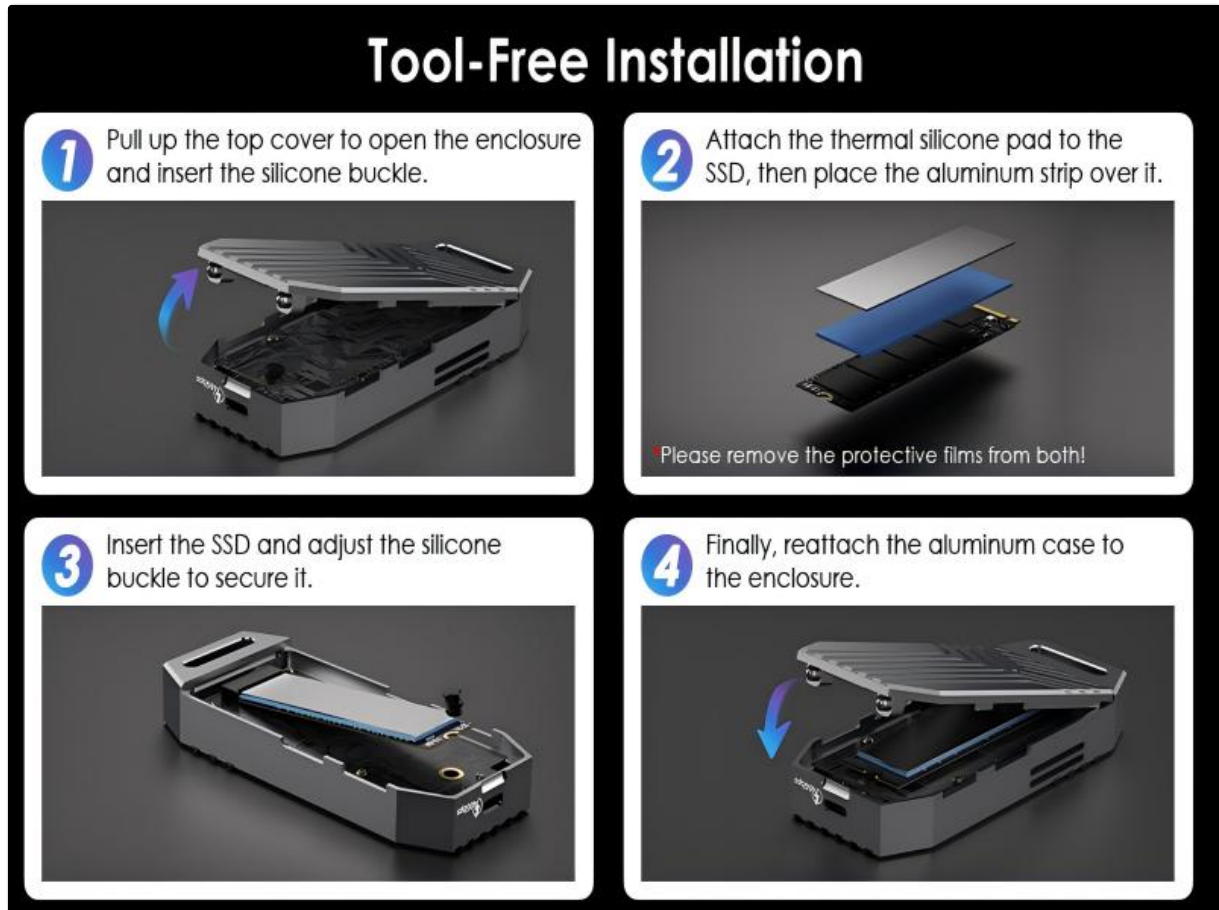 Tool-Free Installation
1
Pull up the top cover to open the enclosure
and insert the silicone buckle.
2
Attach the thermal silicone pad to the
SSD, then place the aluminum strip over it.
*Please remove the protective films from both!
3
Insert the SSD and adjust the silicone
buckle to secure it.
4
Finally, reattach the aluminum case to
the enclosure.